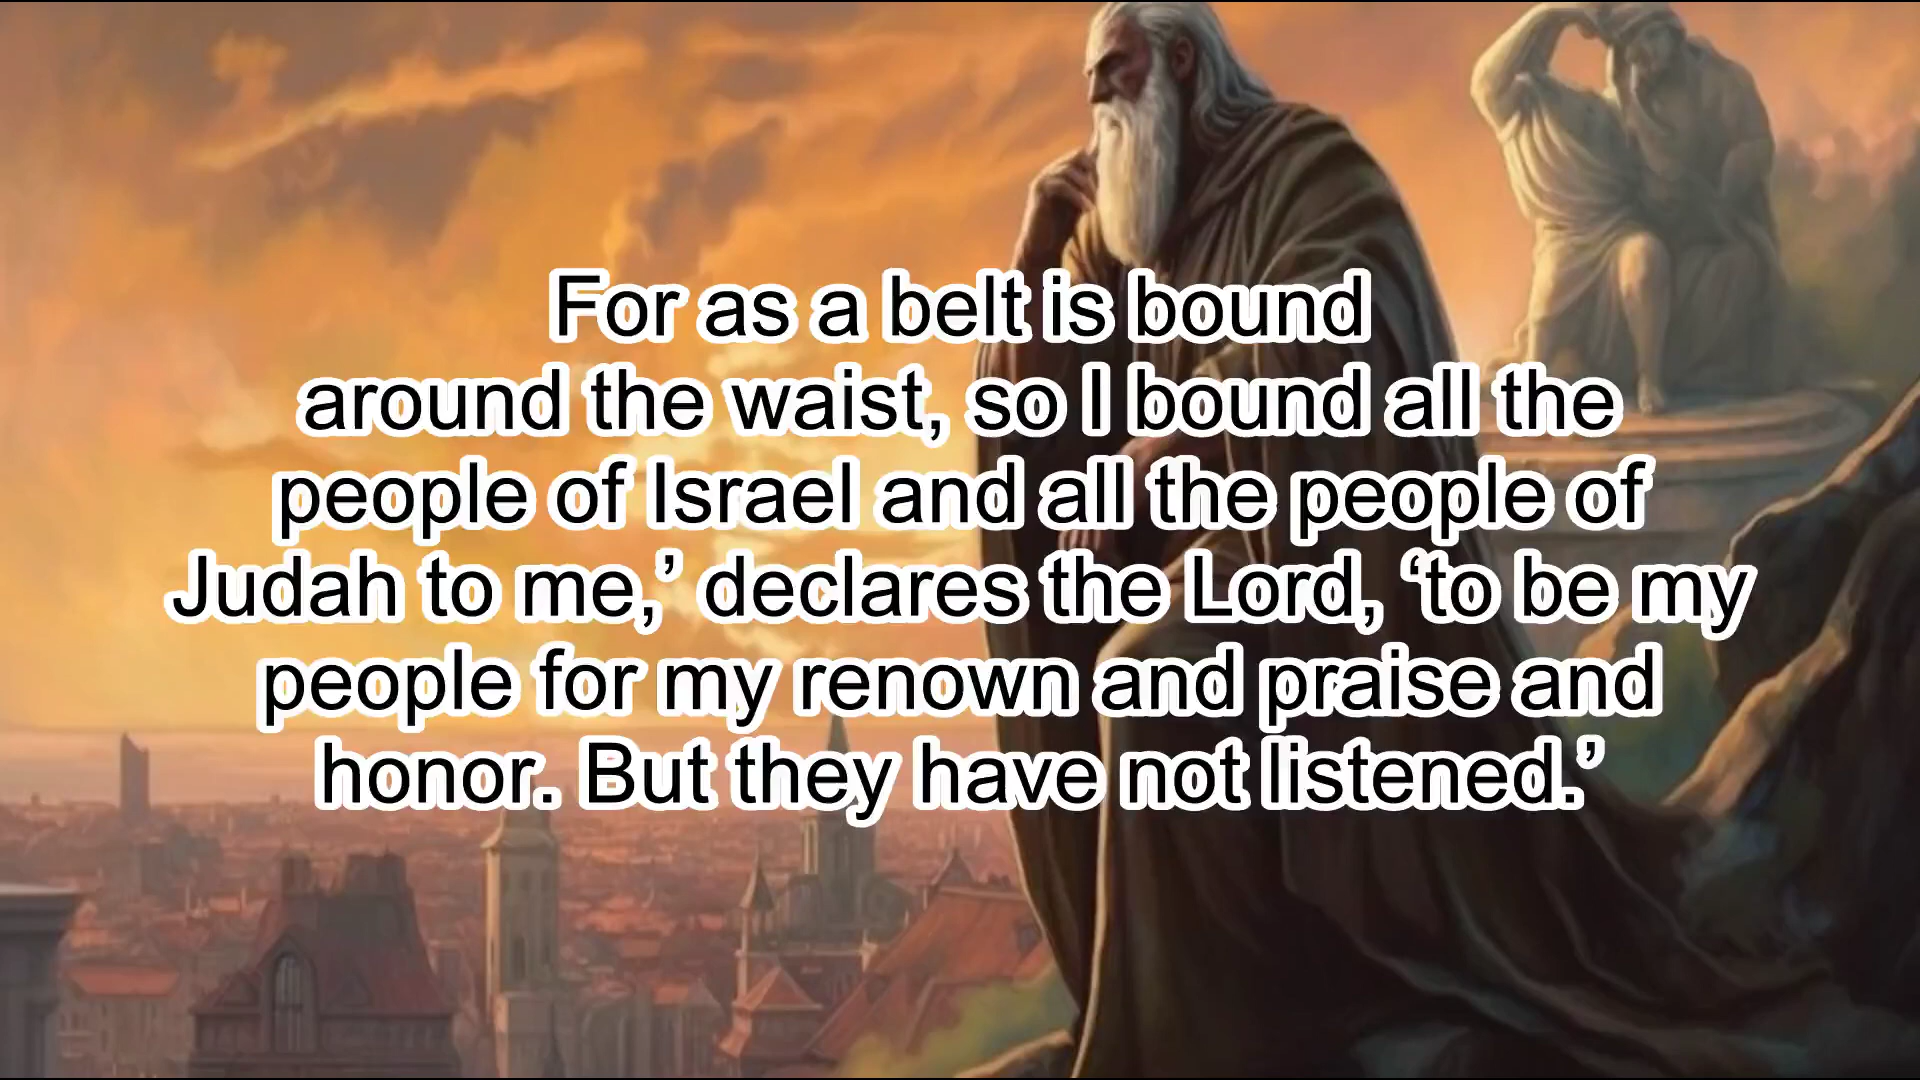 For as a belt is bound
around the waist, so I bound all the
people of Israel and all the people of
Judah to me,’ declares the Lord, ‘to be my
people for my renown and praise and
honor. But they have not listened.’